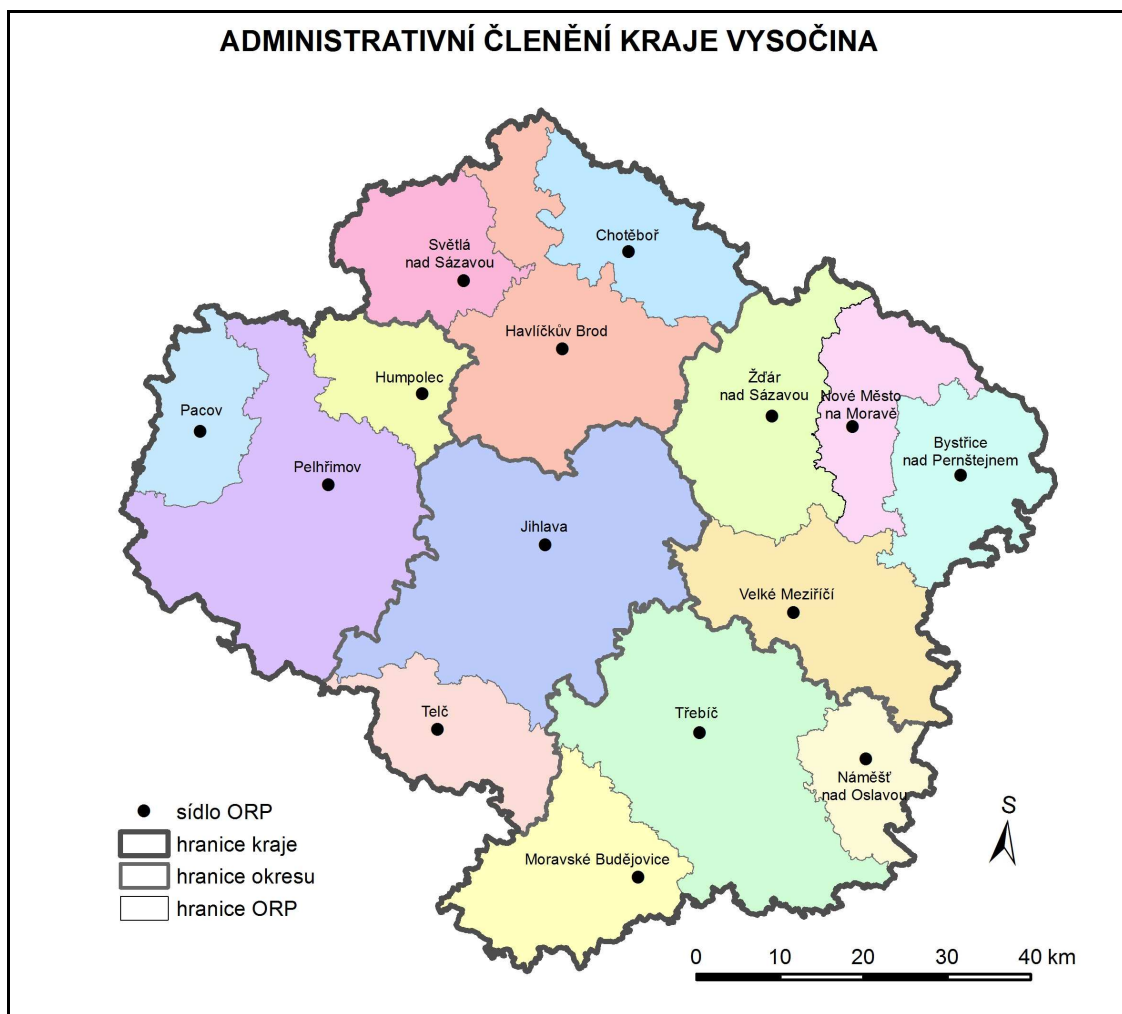 ADMINISTRATIVNÍ ČLENĚNÍ KRAJE VYSOČINA
Chotěboř
Světlá
nad Sázavou
Havlíčkův Brod
Humpolec
Žďár
nad Sázavou
Nové Město
na Moravě
Pacov
Bystřice
nad Pernštejnem
Pelhřimov
Jihlava
Velké Meziříčí
Telč
Třebíč
Náměšť
nad Oslavou
Moravské Budějovice
sídlo ORP
hranice kraje
hranice okresu
hranice ORP
S
0 10 20 40 km